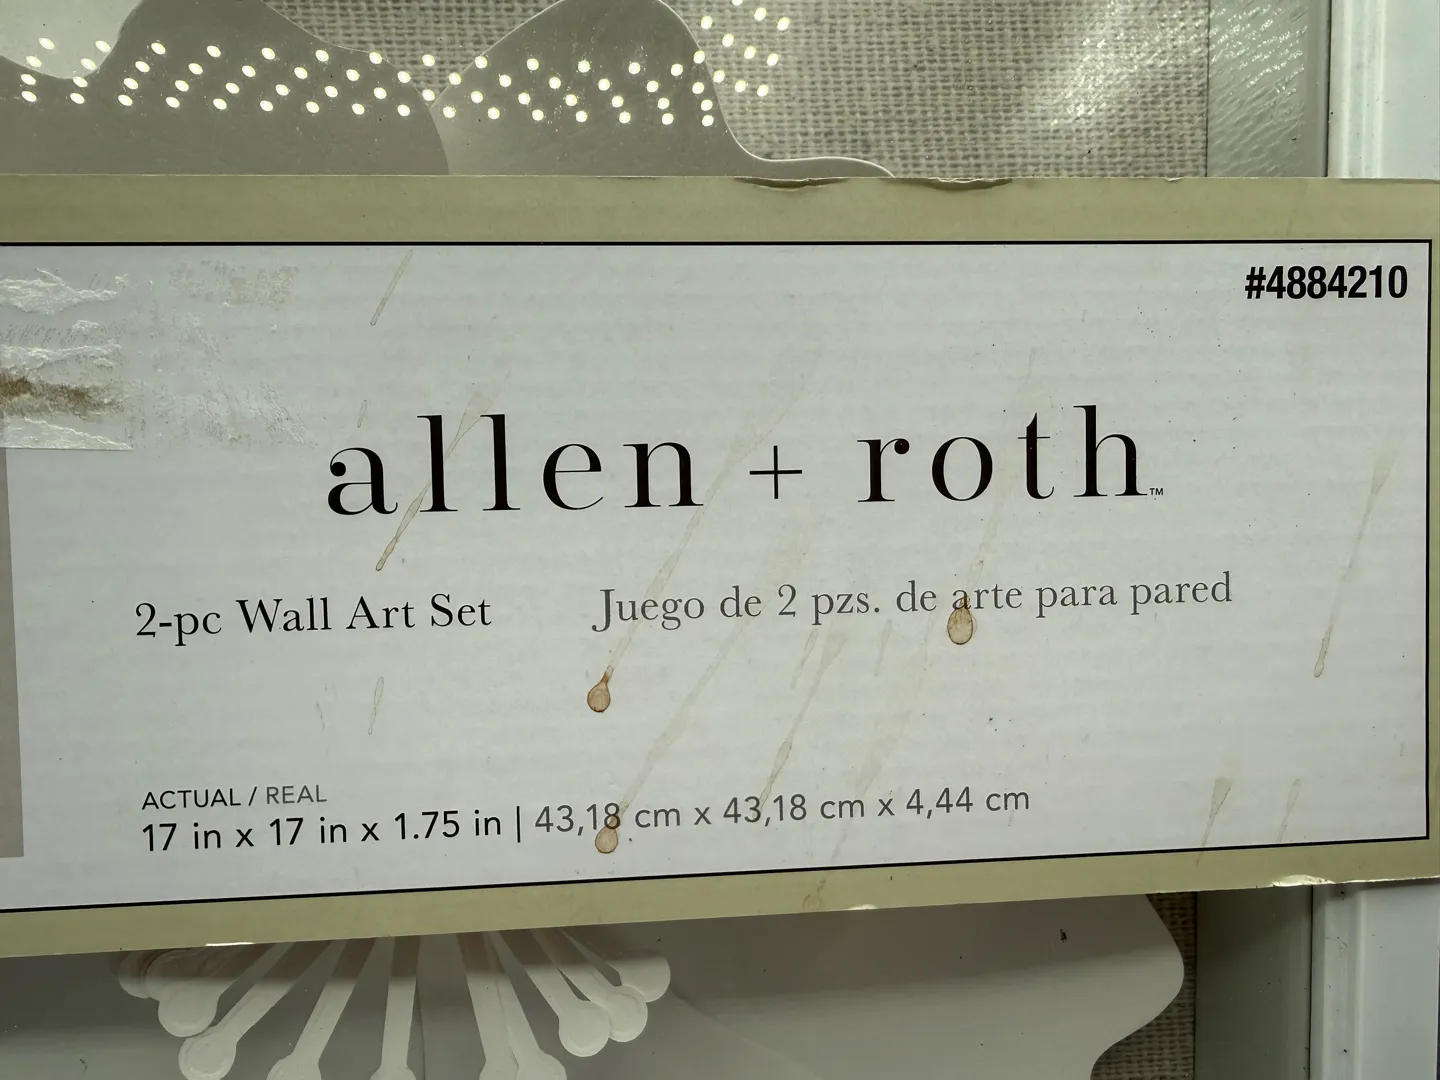 #4884210
allen + roth™
2-pc Wall Art Set
Juego de 2 pzs. de arte para pared
ACTUAL / REAL
17 in x 17 in x 1.75 in | 43,18 cm x 43,18 cm x 4,44 cm